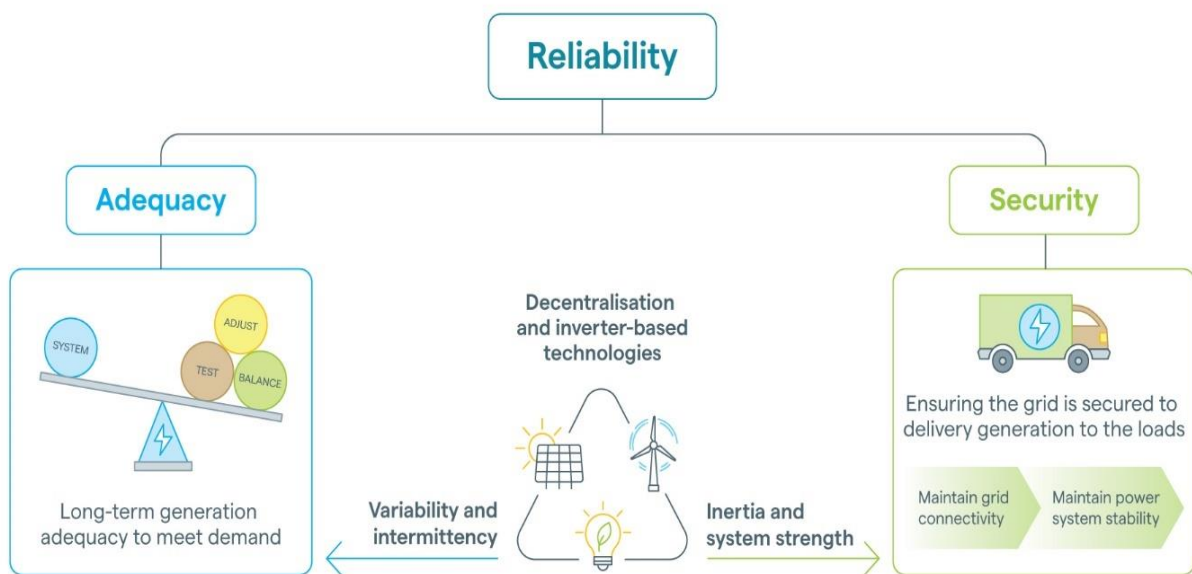 Reliability
Adequacy
Security
SYSTEM
ADJUST
TEST
BALANCE
Long-term generation
adequacy to meet demand
Decentralisation
and inverter-based
technologies
Variability and
intermittency
Inertia and
system strength
Ensuring the grid is secured to
delivery generation to the loads
Maintain grid
connectivity
Maintain power
system stability